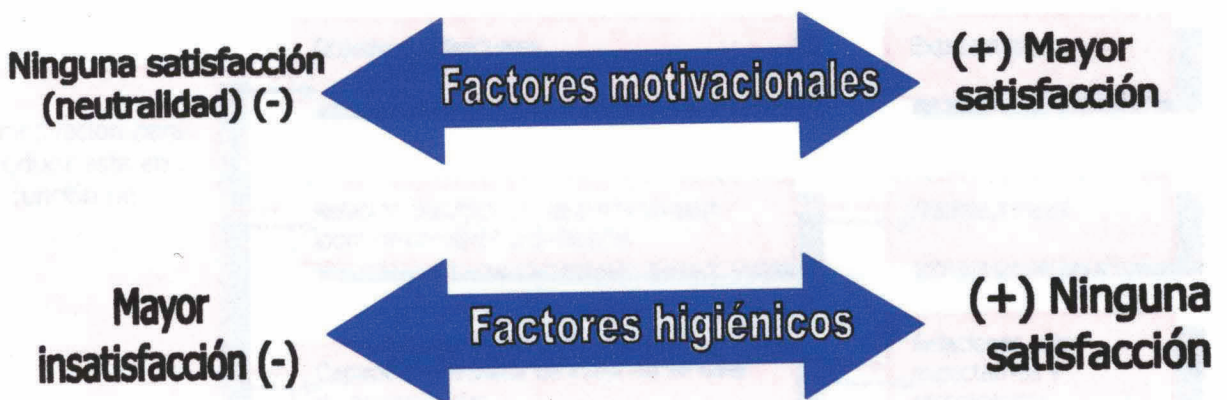 Ninguna satisfacción
(neutralidad) (-)
Factores motivacionales
(+) Mayor
satisfacción
Mayor
insatisfacción (-)
Factores higiénicos
(+) Ninguna
satisfacción